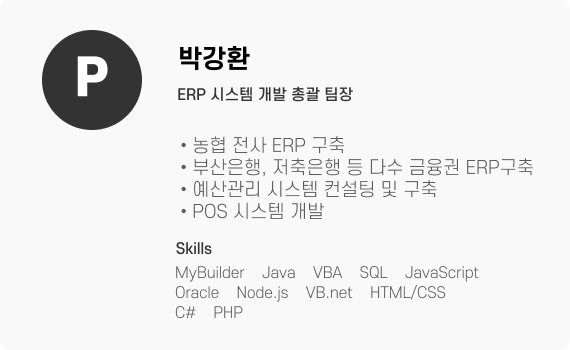 P
박강환
ERP 시스템 개발 총괄 팀장
• 농협 전사 ERP 구축
• 부산은행, 저축은행 등 다수 금융권 ERP구축
• 예산관리 시스템 컨설팅 및 구축
• POS 시스템 개발
Skills
MyBuilder Java VBA SQL JavaScript
Oracle Node.js VB.net HTML/CSS
C# PHP